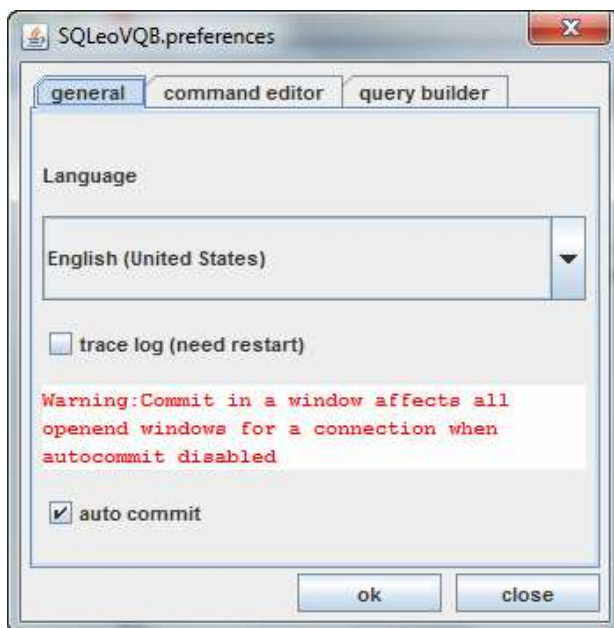 SQLeoVQB.preferences
general command editor query builder
Language
English (United States)
trace log (need restart)
Warning:Commit in a window affects all
openend windows for a connection when
autocommit disabled
auto commit
ok close